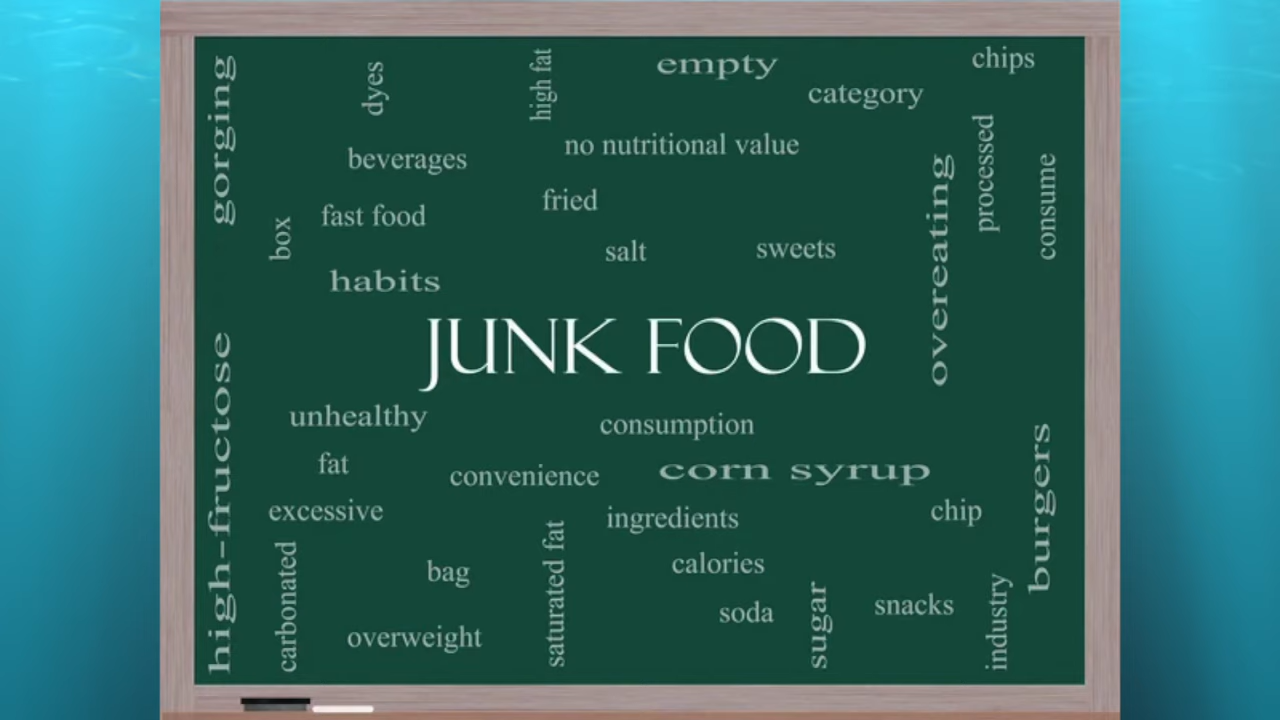 gorging
dyes
high fat
empty
chips
category
beverages
no nutritional value
processed
consume
overeating
fast food
fried
box
salt
sweets
habits
JUNK FOOD
high-fructose
unhealthy
consumption
fat
convenience
corn syrup
burgers
excessive
ingredients
chip
carbonated
bag
saturated fat
calories
soda
sugar
snacks
industry
overweight